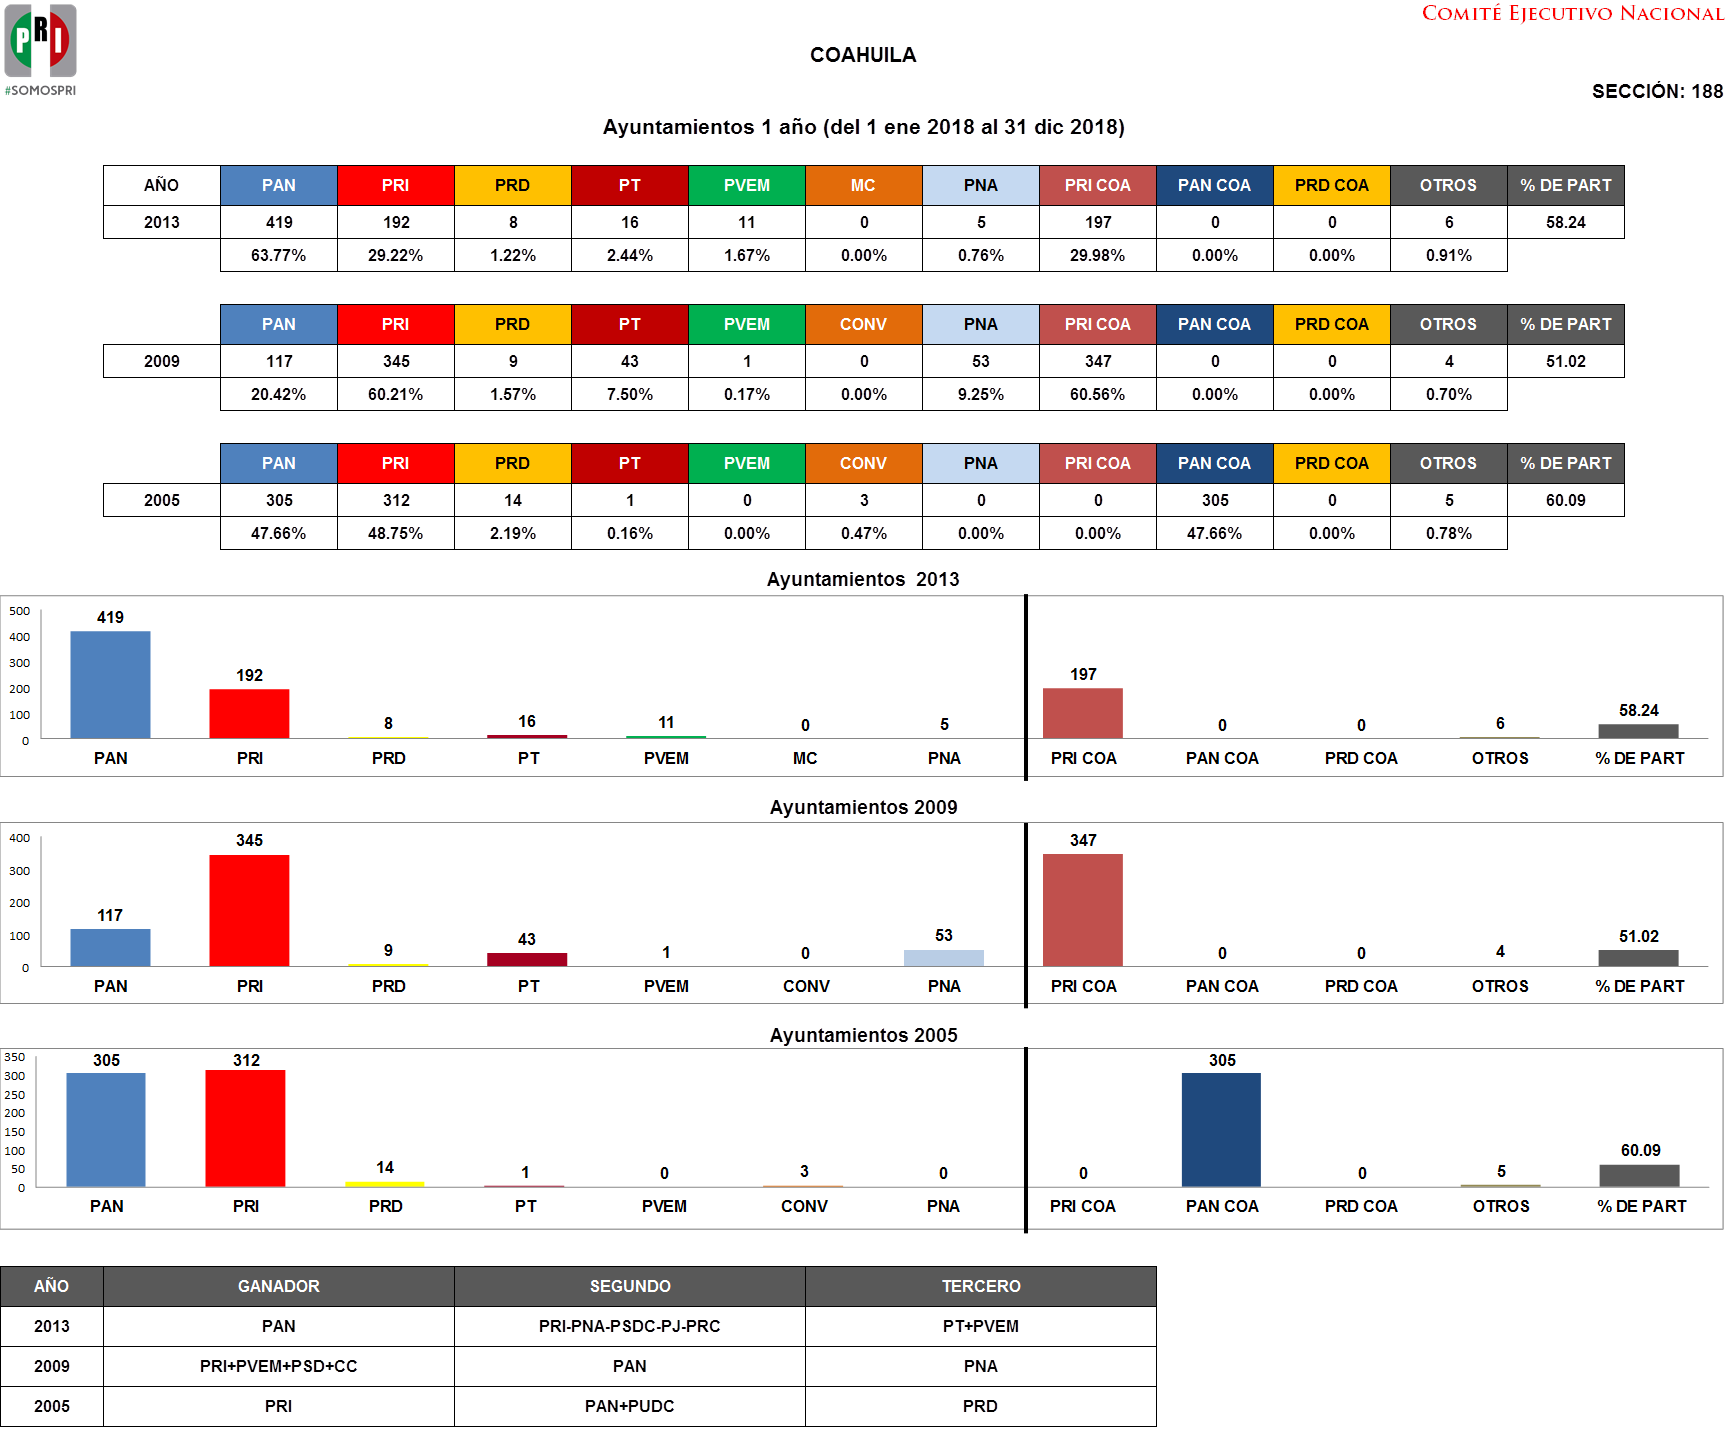 PRI
#SOMOSPRI
COMITÉ EJECUTIVO NACIONAL
COAHUILA
SECCIÓN: 188
Ayuntamientos 1 año (del 1 ene 2018 al 31 dic 2018)
AÑO PAN PRI PRD PT PVEM MC PNA PRI COA PAN COA PRD COA OTROS % DE PART
2013 419 192 8 16 11 0 5 197 0 0 6 58.24
63.77% 29.22% 1.22% 2.44% 1.67% 0.00% 0.76% 29.98% 0.00% 0.00% 0.91%
PAN PRI PRD PT PVEM CONV PNA PRI COA PAN COA PRD COA OTROS % DE PART
2009 117 345 9 43 1 0 53 347 0 0 4 51.02
20.42% 60.21% 1.57% 7.50% 0.17% 0.00% 9.25% 60.56% 0.00% 0.00% 0.70%
PAN PRI PRD PT PVEM CONV PNA PRI COA PAN COA PRD COA OTROS % DE PART
2005 305 312 14 1 0 3 0 0 305 0 5 60.09
47.66% 48.75% 2.19% 0.16% 0.00% 0.47% 0.00% 0.00% 47.66% 0.00% 0.78%
Ayuntamientos 2013
500
400
300
200
100
0
419 192 8 16 11 0 5 197 0 0 6 58.24
PAN PRI PRD PT PVEM MC PNA PRI COA PAN COA PRD COA OTROS % DE PART
Ayuntamientos 2009
400
300
200
100
0
117 345 9 43 1 0 53 347 0 0 4 51.02
PAN PRI PRD PT PVEM CONV PNA PRI COA PAN COA PRD COA OTROS % DE PART
Ayuntamientos 2005
350
300
250
200
150
100
50
0
305 312 14 1 0 3 0 0 305 0 5 60.09
PAN PRI PRD PT PVEM CONV PNA PRI COA PAN COA PRD COA OTROS % DE PART
AÑO GANADOR SEGUNDO TERCERO
2013 PAN PRI-PNA-PSDC-PJ-PRC PT+PVEM
2009 PRI+PVEM+PSD+CC PAN PNA
2005 PRI PAN+PUDC PRD